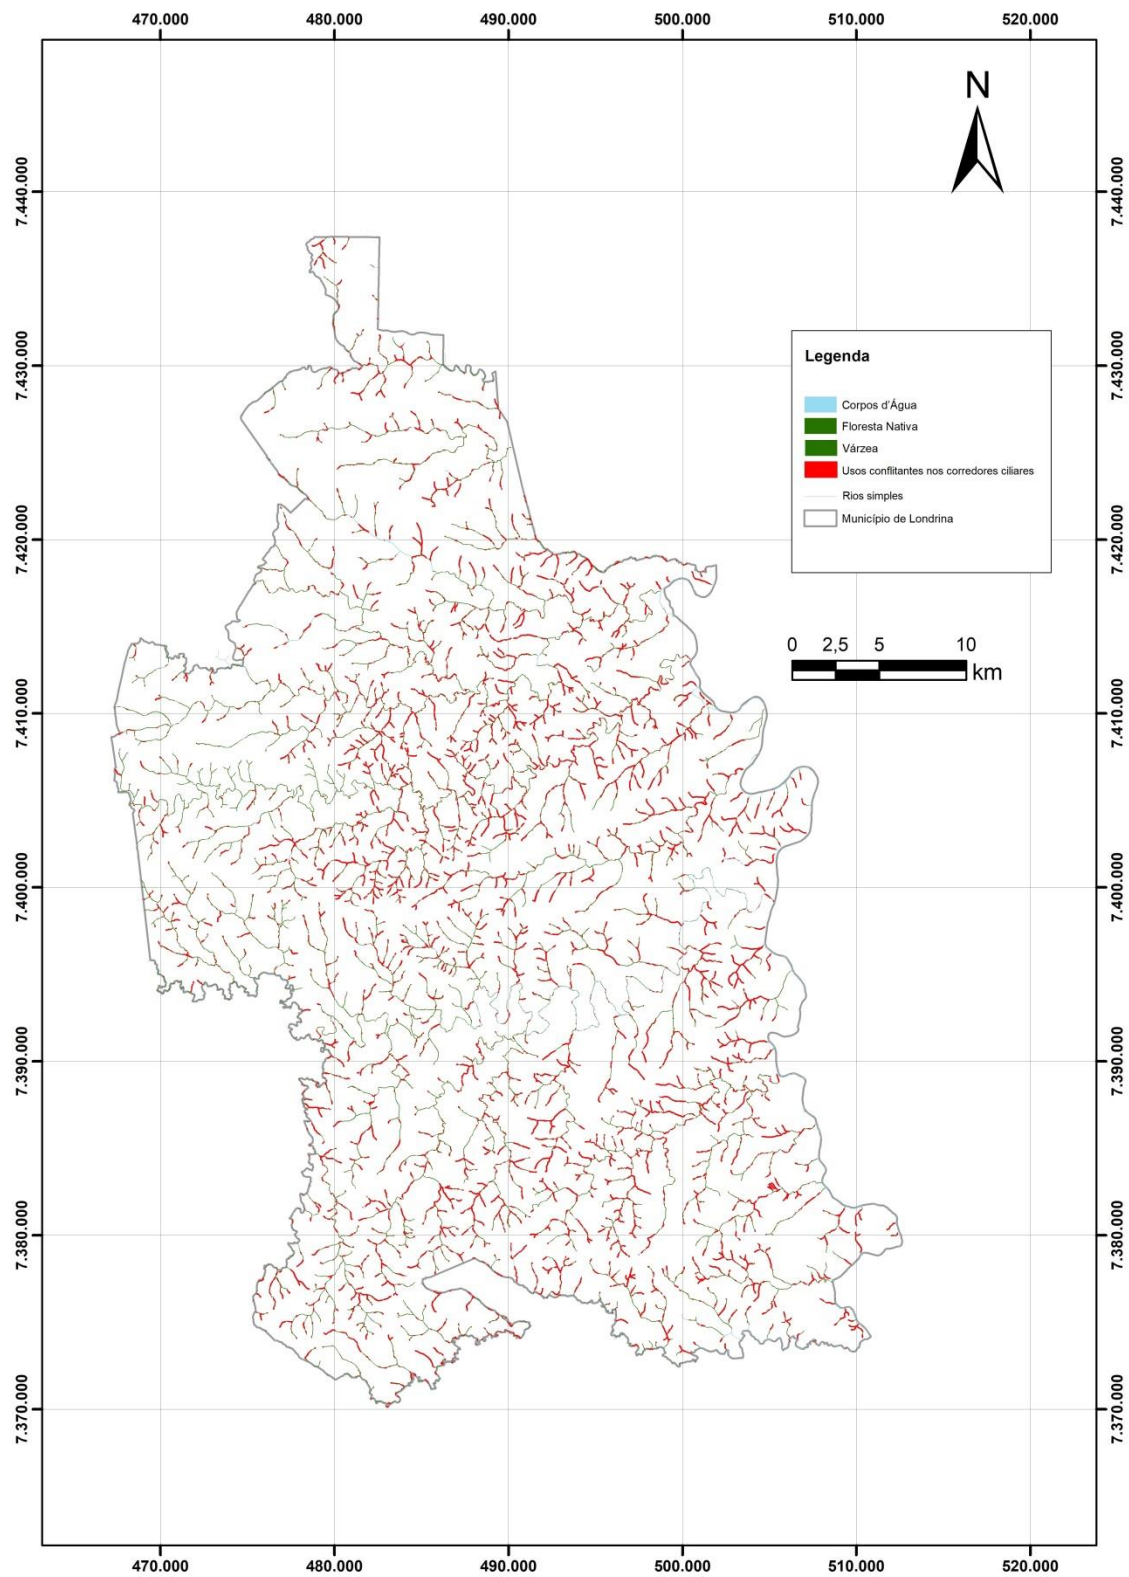 470.000 480.000 490.000 500.000 510.000 520.000
N
7.440.000 7.440.000
7.430.000 7.430.000
Legenda
Corpos d'Água
Floresta Nativa
Várzea
Usos conflitantes nos corredores ciliares
Rios simples
Município de Londrina
7.420.000 7.420.000
0 2,5 5 10
km
7.410.000 7.410.000
7.400.000 7.400.000
7.390.000 7.390.000
7.380.000 7.380.000
7.370.000 7.370.000
470.000 480.000 490.000 500.000 510.000 520.000